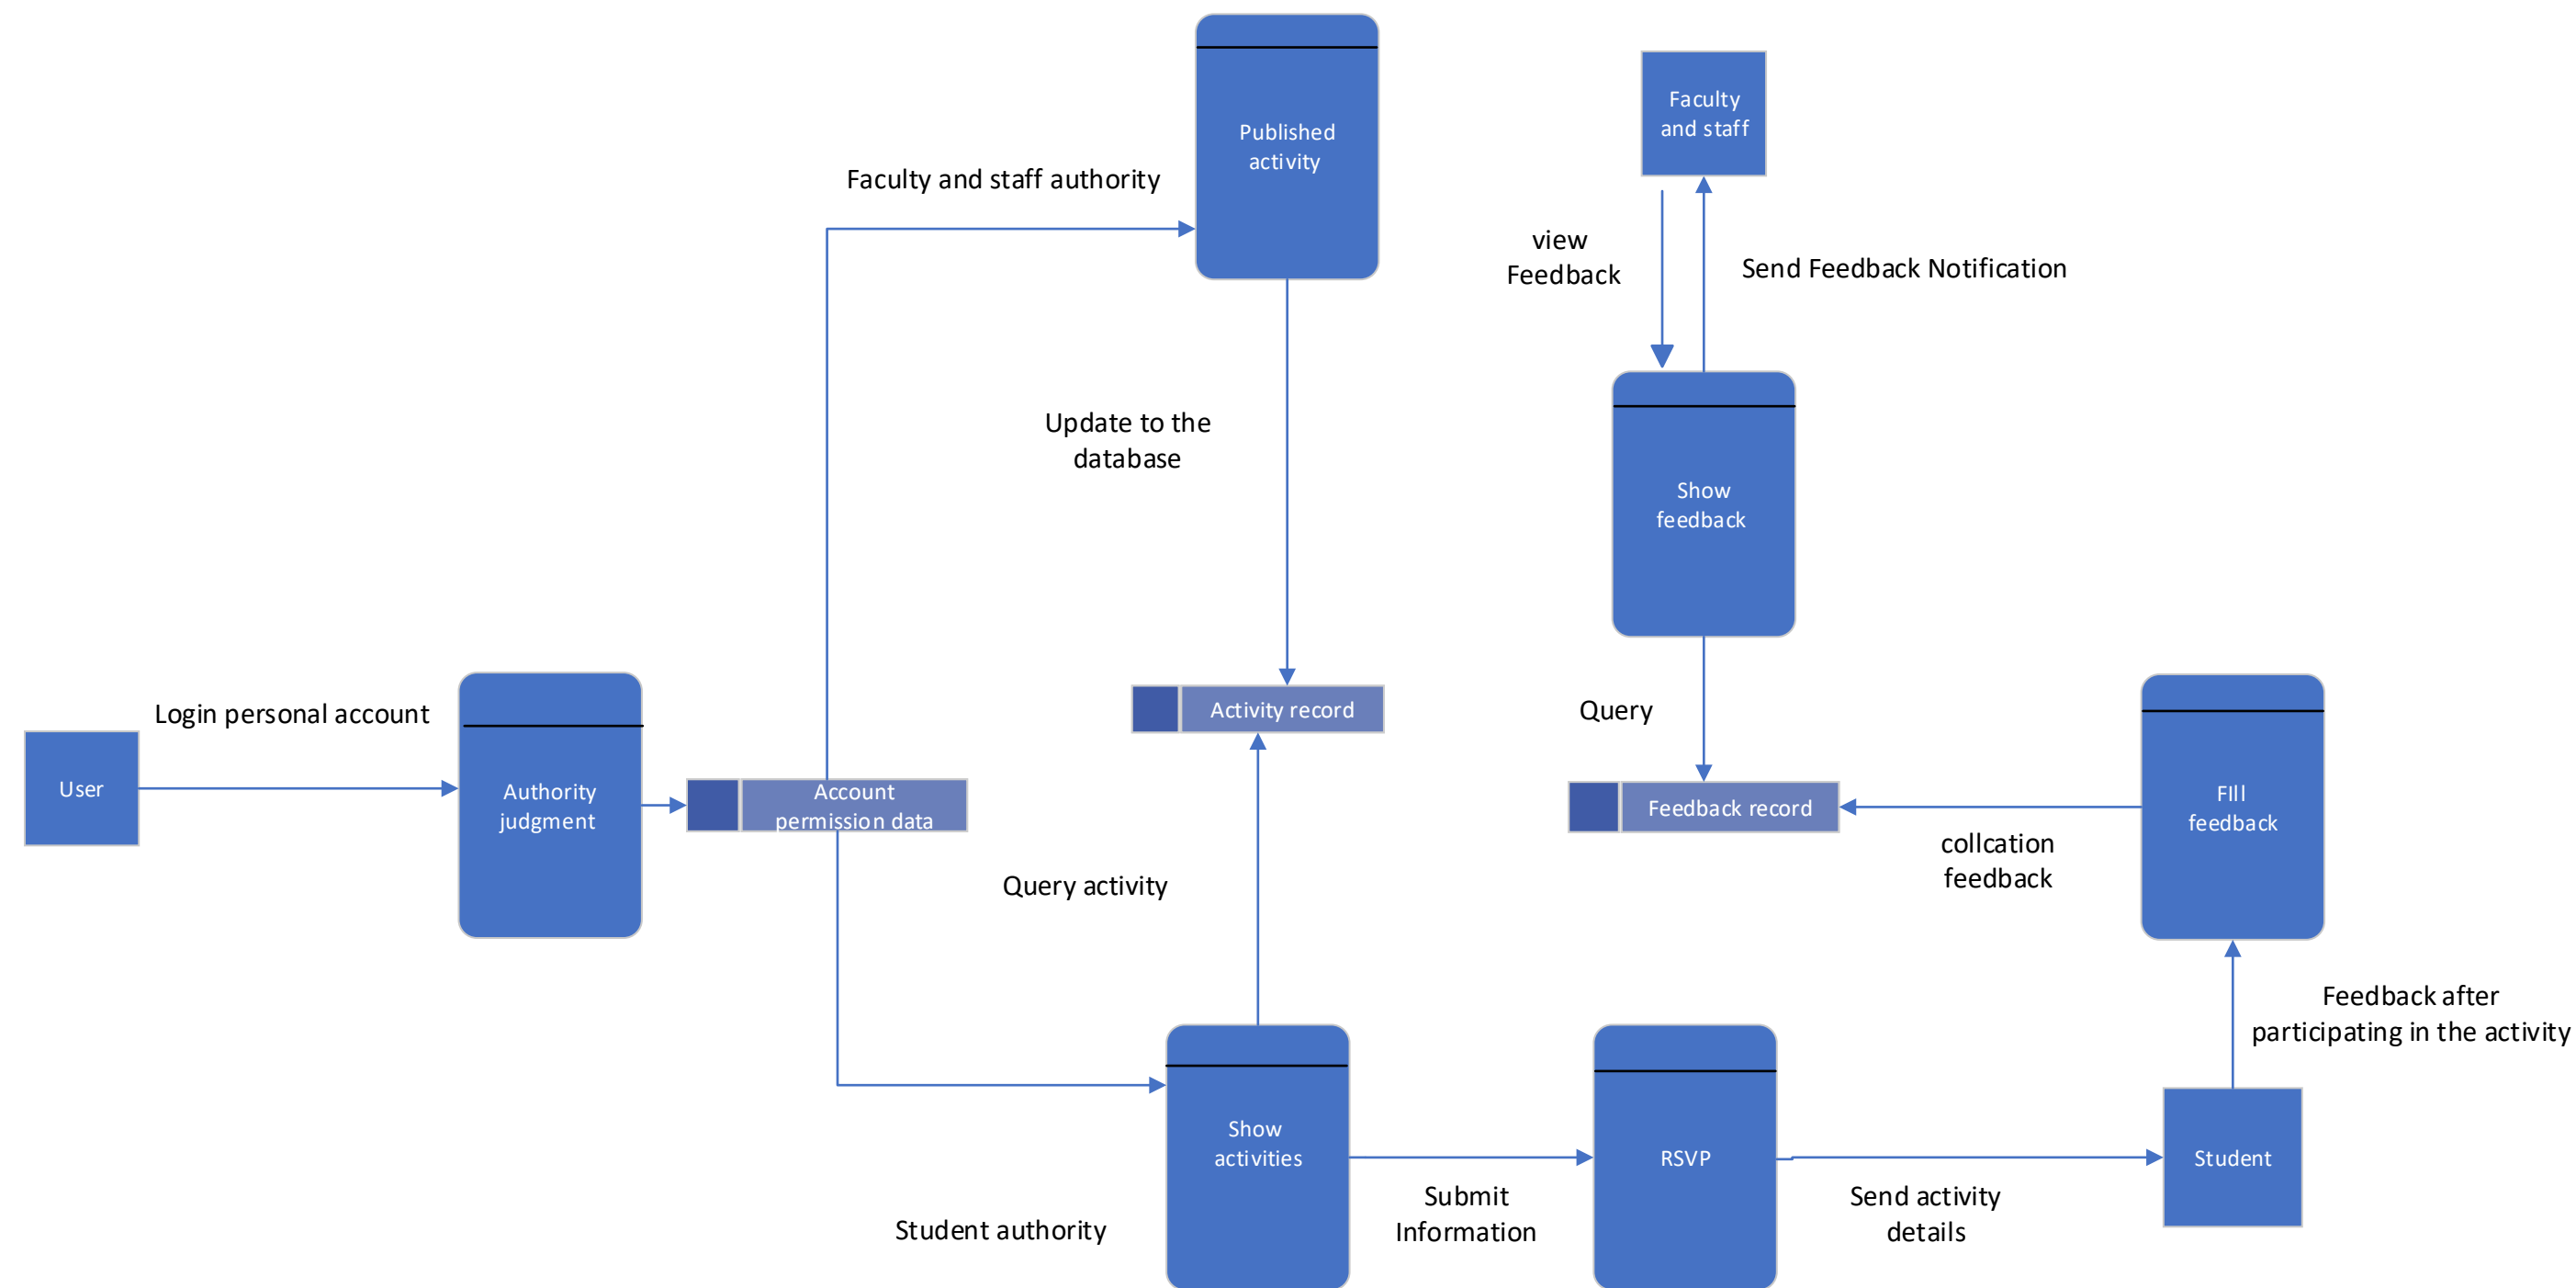 Published
activity
Faculty
and staff
Faculty and staff authority
view
Feedback
Send Feedback Notification
Update to the
database
Show
feedback
Login personal account
Activity record
Query
User
Authority
judgment
Account
permission data
Feedback record
FIll
feedback
collcation
feedback
Query activity
Feedback after
participating in the activity
Show
activities
RSVP
Student
Submit
Information
Send activity
details
Student authority